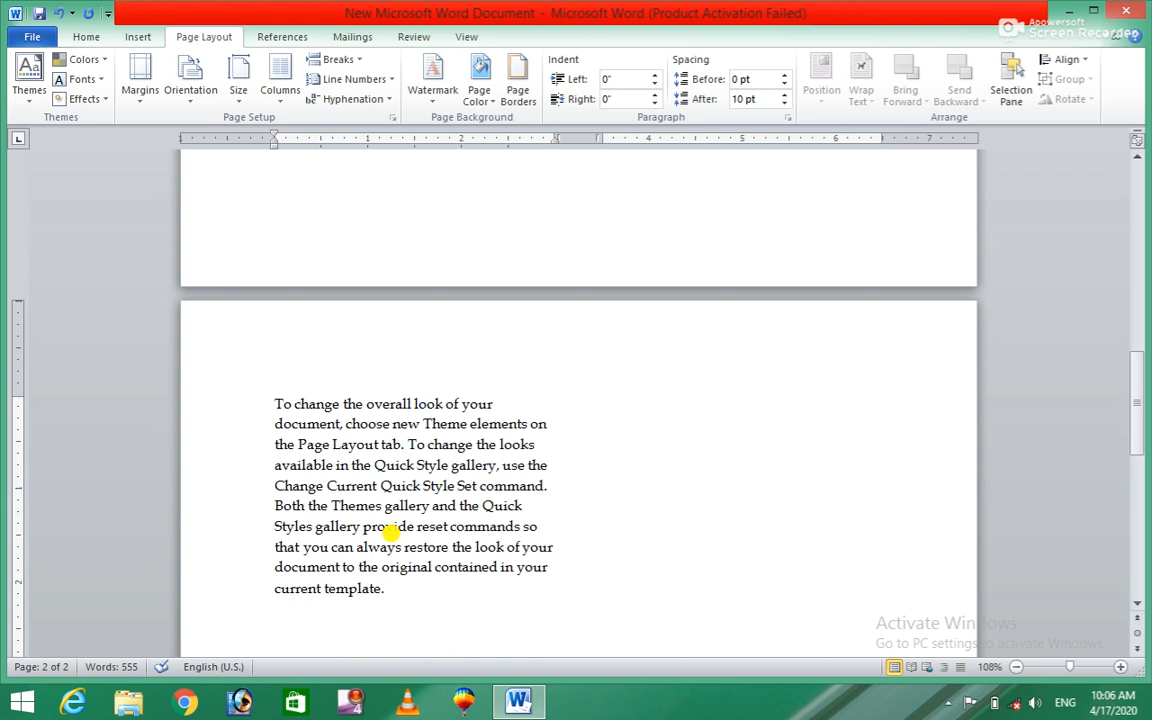 New Microsoft Word Document - Microsoft Word (Product Activation Failed)
Apowersoft
Screen Recorder
File Home Insert Page Layout References Mailings Review View
Themes
Colors
Fonts
Effects
Themes
Margins
Orientation
Size
Columns
Breaks
Line Numbers
Hyphenation
Page Setup
Watermark
Page
Color
Page
Borders
Page Background
Indent
Left: 0"
Right: 0"
Spacing
Before: 0 pt
After: 10 pt
Paragraph
Position
Wrap
Text
Bring
Forward
Send
Backward
Selection
Pane
Align
Group
Rotate
Arrange
1 2 4 5 6 7
To change the overall look of your
document, choose new Theme elements on
the Page Layout tab. To change the looks
available in the Quick Style gallery, use the
Change Current Quick Style Set command.
Both the Themes gallery and the Quick
Styles gallery provide reset commands so
that you can always restore the look of your
document to the original contained in your
current template.
Activate Windows
Go to PC settings to activate Windows.
Page: 2 of 2 Words: 555 English (U.S.) 108%
ENG
10:06 AM
4/17/2020